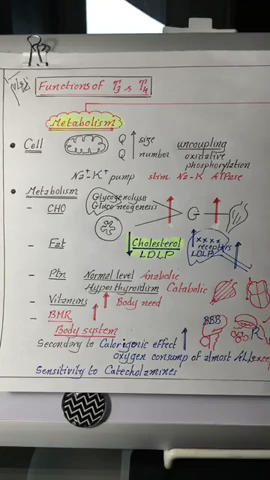 Functions of T3 & T4
Metabolism
• Cell
Q ↑ size
Q number
uncoupling
oxidative
phosphorylation
Na+-K+ pump stim Na-K ATPase
• Metabolism
- CHO
Glycogenolysis
Gluconeogenesis
G
- Fat
Cholesterol
LDLP
xxxx
receptors
LDLP
- Ptn Normal level Anabolic
Hyperthyroidism Catabolic
- Vitamins ↑ Body need
- BMR ↑
Body system
BBB
R
Secondary to Calorigenic effect ↑
oxygen consump of almost All
Sensitivity to Catecholamines